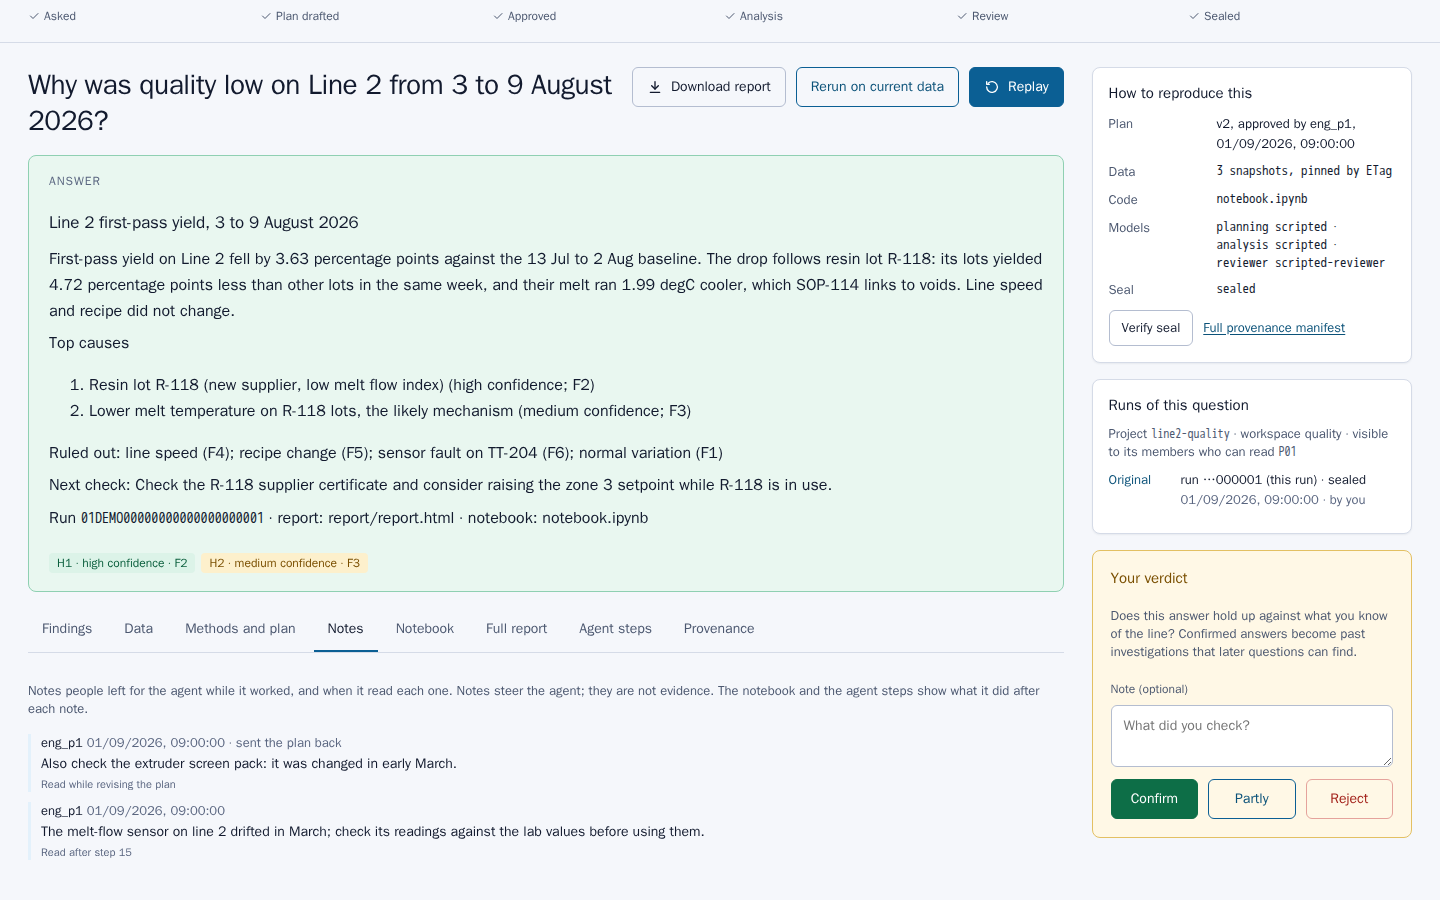 Asked
Plan drafted
Approved
Analysis
Review
Sealed
Why was quality low on Line 2 from 3 to 9 August
2026?
Download report
Rerun on current data
Replay
ANSWER
Line 2 first-pass yield, 3 to 9 August 2026
First-pass yield on Line 2 fell by 3.63 percentage points against the 13 Jul to 2 Aug baseline. The drop follows resin lot R-118: its lots yielded
4.72 percentage points less than other lots in the same week, and their melt ran 1.99 degC cooler, which SOP-114 links to voids. Line speed
and recipe did not change.
Top causes
1. Resin lot R-118 (new supplier, low melt flow index) (high confidence; F2)
2. Lower melt temperature on R-118 lots, the likely mechanism (medium confidence; F3)
Ruled out: line speed (F4); recipe change (F5); sensor fault on TT-204 (F6); normal variation (F1)
Next check: Check the R-118 supplier certificate and consider raising the zone 3 setpoint while R-118 is in use.
Run 01DEMO00000000000000000001 · report: report/report.html · notebook: notebook.ipynb
H1 · high confidence · F2
H2 · medium confidence · F3
Findings
Data
Methods and plan
Notes
Notebook
Full report
Agent steps
Provenance
Notes people left for the agent while it worked, and when it read each one. Notes steer the agent; they are not evidence. The notebook and the agent steps show what it did after
each note.
eng_p1 01/09/2026, 09:00:00 · sent the plan back
Also check the extruder screen pack: it was changed in early March.
Read while revising the plan
eng_p1 01/09/2026, 09:00:00
The melt-flow sensor on line 2 drifted in March; check its readings against the lab values before using them.
Read after step 15
How to reproduce this
Plan
v2, approved by eng_p1,
01/09/2026, 09:00:00
Data
3 snapshots, pinned by ETag
Code
notebook.ipynb
Models
planning scripted ·
analysis scripted ·
reviewer scripted-reviewer
Seal
sealed
Verify seal
Full provenance manifest
Runs of this question
Project line2-quality · workspace quality · visible
to its members who can read P01
Original
run ···000001 (this run) · sealed
01/09/2026, 09:00:00 · by you
Your verdict
Does this answer hold up against what you know
of the line? Confirmed answers become past
investigations that later questions can find.
Note (optional)
What did you check?
Confirm
Partly
Reject